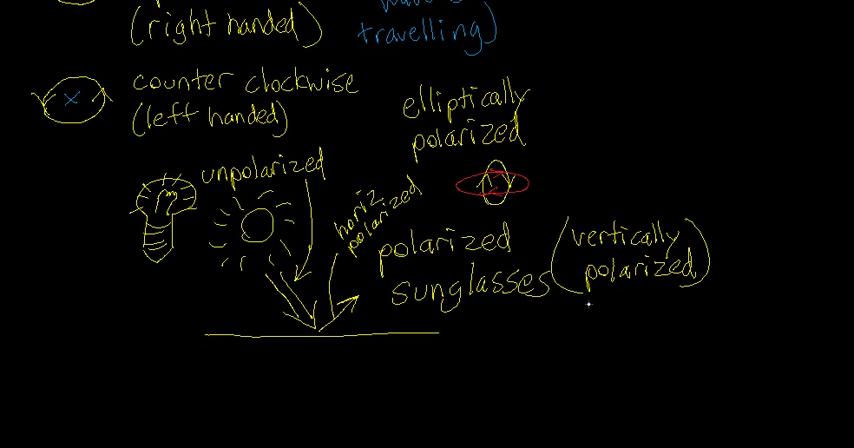 (right handed)
travelling)
x counter clockwise
(left handed)
elliptically
polarized
unpolarized
horiz
polarized
polarized
sunglasses
(vertically
polarized)